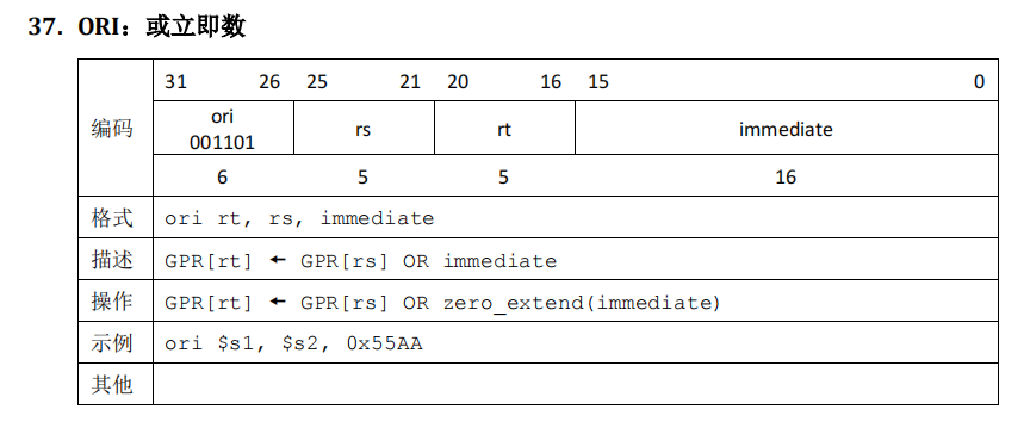 37. ORI：或立即数
31 26 25 21 20 16 15 0
编码
ori
001101
rs
rt
immediate
6 5 5 16
格式 ori rt, rs, immediate
描述 GPR[rt] ← GPR[rs] OR immediate
操作 GPR[rt] ← GPR[rs] OR zero_extend(immediate)
示例 ori $s1, $s2, 0x55AA
其他